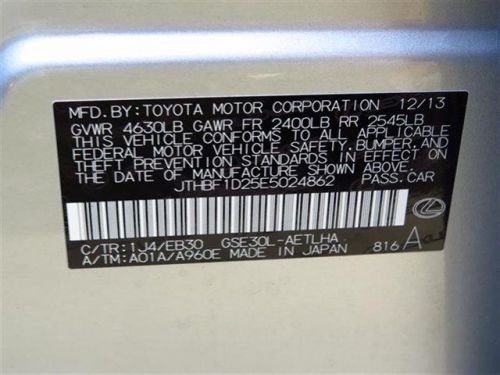 MFD. BY: TOYOTA MOTOR CORPORATION 12/13
GVWR 4630LB GAWR FR 2400LB RR 2545LB
THIS VEHICLE CONFORMS TO ALL APPLICABLE
FEDERAL MOTOR VEHICLE SAFETY, BUMPER, AND
THEFT PREVENTION STANDARDS IN EFFECT ON
THE DATE OF MANUFACTURE SHOWN ABOVE.
JTHBF1D25E5024862 PASS.CAR
C/TR: 1J4/EB30 GSE30L-AETLHA
A/TM: A01A/A960E MADE IN JAPAN 816 A